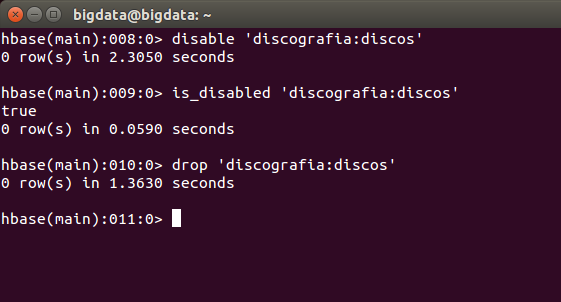 bigdata@bigdata: ~
hbase(main):008:0> disable 'discografia:discos'
0 row(s) in 2.3050 seconds
hbase(main):009:0> is_disabled 'discografia:discos'
true
0 row(s) in 0.0590 seconds
hbase(main):010:0> drop 'discografia:discos'
0 row(s) in 1.3630 seconds
hbase(main):011:0>